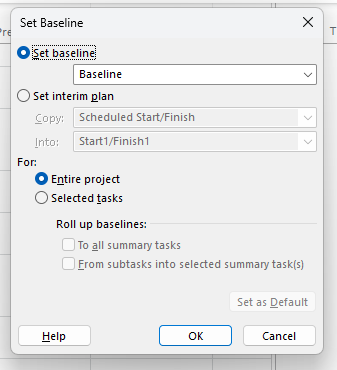 Set Baseline
Pre
T
Set baseline
Baseline
Set interim plan
Copy: Scheduled Start/Finish
Into: Start1/Finish1
For:
Entire project
Selected tasks
Roll up baselines:
To all summary tasks
From subtasks into selected summary task(s)
Set as Default
Help OK Cancel